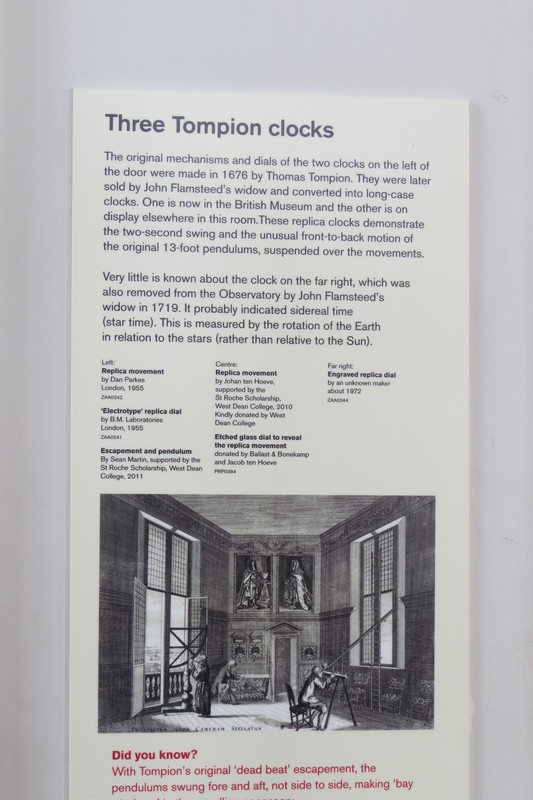 Three Tompion clocks
The original mechanisms and dials of the two clocks on the left of
the door were made in 1676 by Thomas Tompion. They were later
sold by John Flamsteed's widow and converted into long-case
clocks. One is now in the British Museum and the other is on
display elsewhere in this room.These replica clocks demonstrate
the two-second swing and the unusual front-to-back motion of
the original 13-foot pendulums, suspended over the movements.
Very little is known about the clock on the far right, which was
also removed from the Observatory by John Flamsteed's
widow in 1719. It probably indicated sidereal time
(star time). This is measured by the rotation of the Earth
in relation to the stars (rather than relative to the Sun).
Left:
Replica movement
by Dan Parkes
London, 1955
ZAA0242
'Electrotype' replica dial
by B.M. Laboratories
London, 1955
ZAA0241
Escapement and pendulum
By Sean Martin, supported by the
St Roche Scholarship, West Dean
College, 2011
Centre:
Replica movement
by Johan ten Hoeve,
supported by the
St Roche Scholarship,
West Dean College, 2010
Kindly donated by West
Dean College
Etched glass dial to reveal
the replica movement
donated by Ballast & Bonekamp
and Jacob ten Hoeve
PRP0384
Far right:
Engraved replica dial
by an unknown maker
about 1972
ZAA0244
CAMERAM
Did you know?
With Tompion's original 'dead beat' escapement, the
pendulums swung fore and aft, not side to side, making 'bay